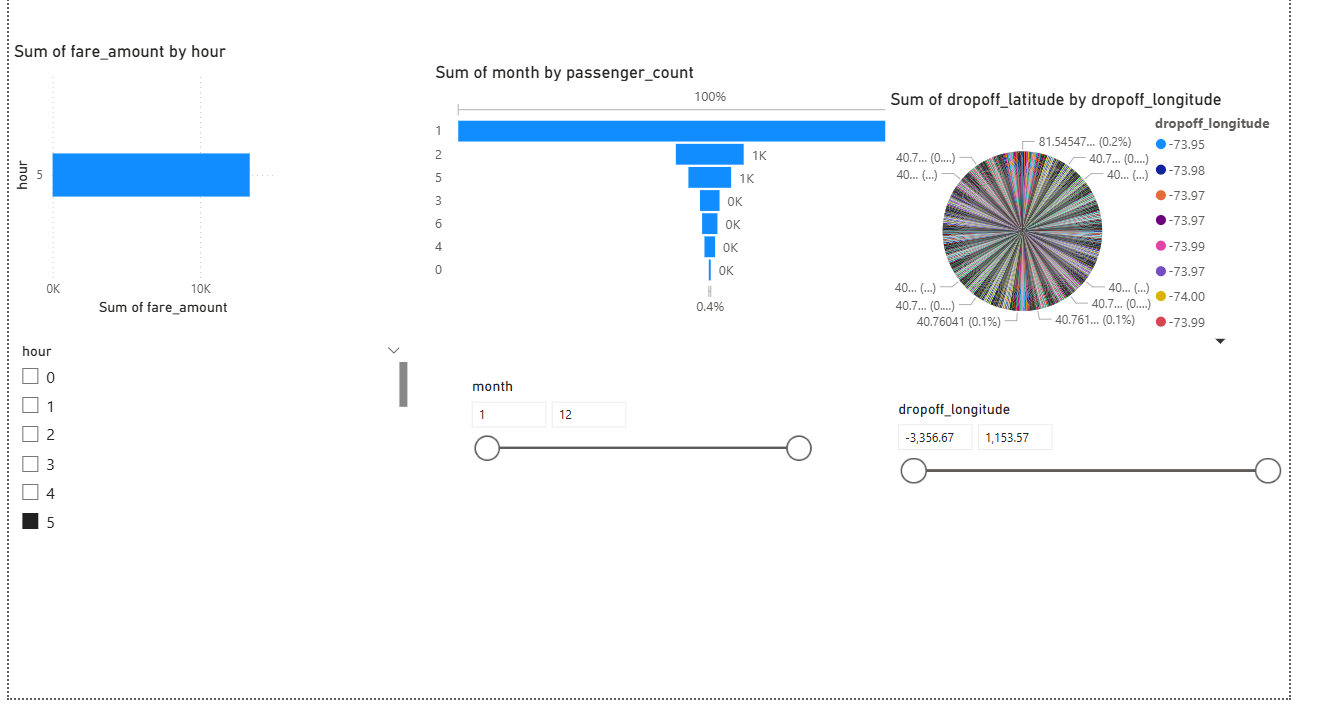 Sum of fare_amount by hour
hour
5
0K
10K
Sum of fare_amount
Sum of month by passenger_count
100%
1
2
1K
5
1K
3
0K
6
0K
4
0K
0
0K
0.4%
Sum of dropoff_latitude by dropoff_longitude
81.54547... (0.2%)
40.7... (0....)
40.7... (0....)
40... (...)
40... (...)
40... (...)
40... (...)
40.7... (0....)
40.7... (0....)
40.76041 (0.1%)
40.761... (0.1%)
dropoff_longitude
-73.95
-73.98
-73.97
-73.97
-73.99
-73.97
-74.00
-73.99
hour
0
1
2
3
4
5
month
1
12
dropoff_longitude
-3,356.67
1,153.57